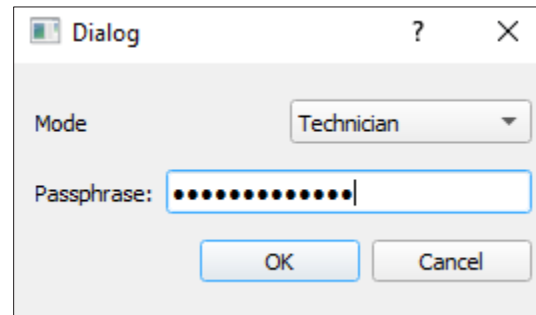 Dialog ?
Mode Technician
Passphrase: ●●●●●●●●●●●●●
OK Cancel